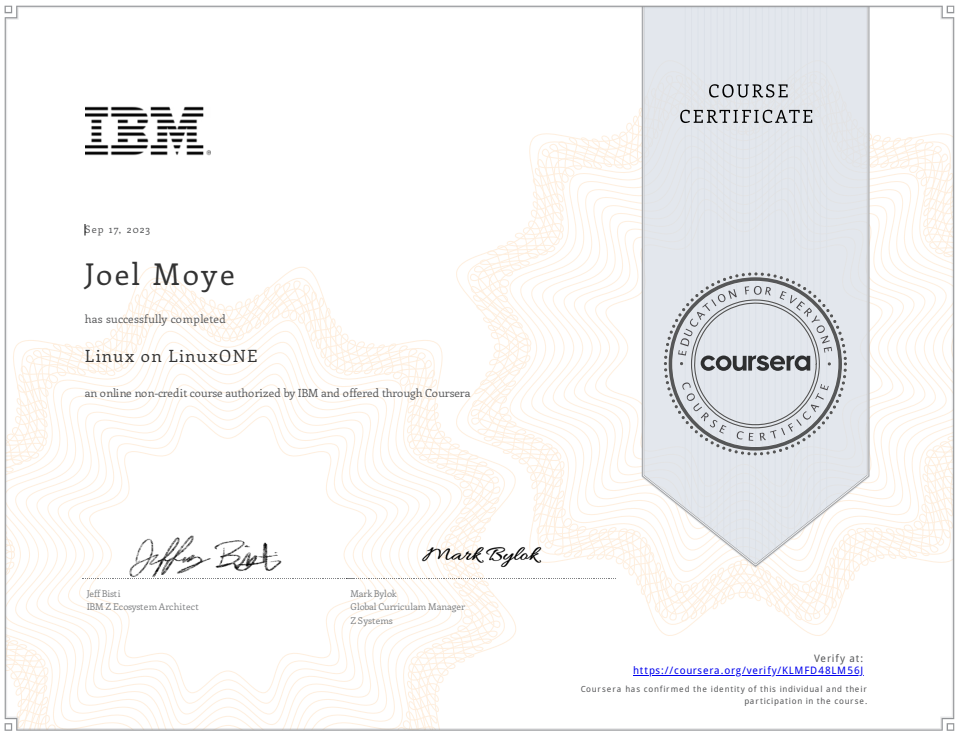 COURSE
CERTIFICATE
IBM®
Sep 17, 2023
Joel Moye
has successfully completed
Linux on LinuxONE
an online non-credit course authorized by IBM and offered through Coursera
EDUCATION FOR EVERYONE
coursera
COURSE CERTIFICATE
Jeffrey Bisti
Mark Bylok
Jeff Bisti
IBM Z Ecosystem Architect
Mark Bylok
Global Curriculam Manager
Z Systems
Verify at:
https://coursera.org/verify/KLMFD48LM56J
Coursera has confirmed the identity of this individual and their
participation in the course.